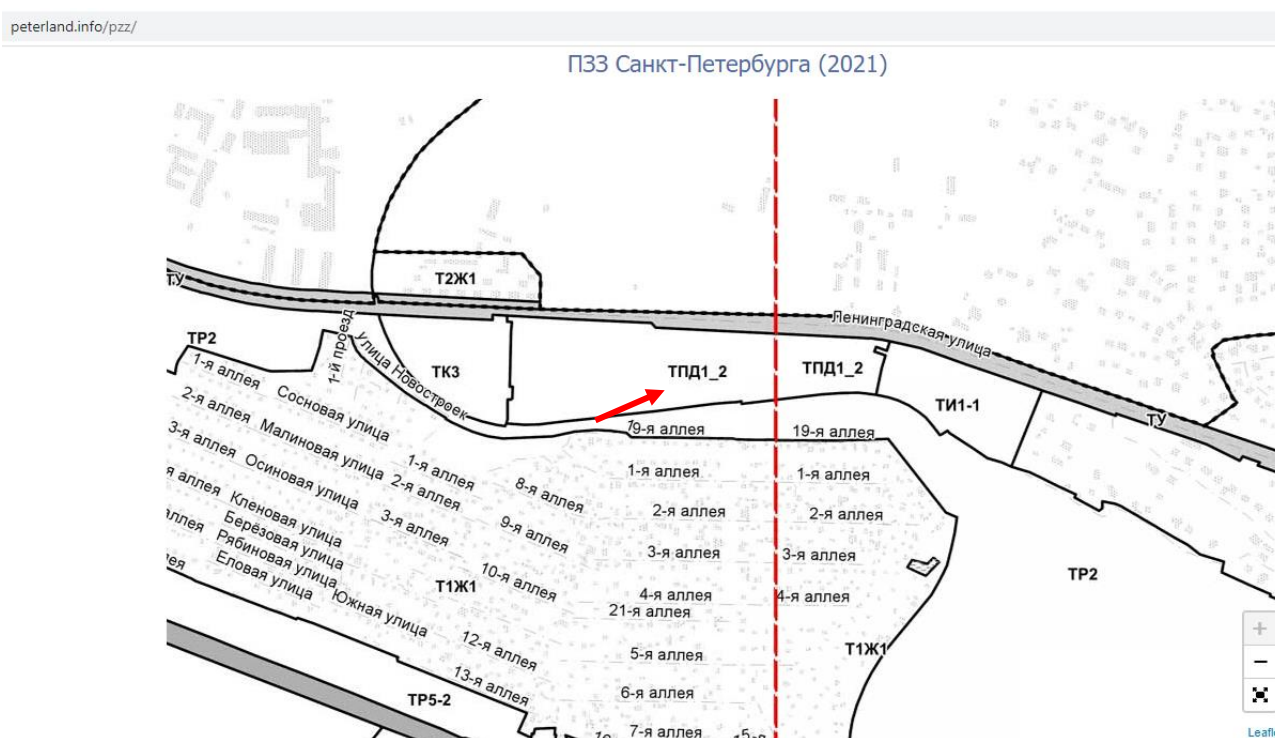 peterland.info/pzz/
ПЗЗ Санкт-Петербурга (2021)
Т2Ж1
ТУ
Ленинградская улица
ТР2
1-й проезд
улица Новостроек
ТК3
ТПД1_2
ТПД1_2
ТИ1-1
ТУ
1-я аллея
Сосновая улица
2-я аллея
Малиновая улица
19-я аллея
19-я аллея
3-я аллея
Осиновая улица
1-я аллея
2-я аллея
3-я аллея
8-я аллея
9-я аллея
10-я аллея
1-я аллея
1-я аллея
2-я аллея
2-я аллея
3-я аллея
3-я аллея
я аллея
Кленовая улица
аллея
Берёзовая улица
Рябиновая улица
Еловая улица
Южная улица
Т1Ж1
4-я аллея
4-я аллея
21-я аллея
ТР2
12-я аллея
13-я аллея
5-я аллея
Т1Ж1
6-я аллея
ТР5-2
7-я аллея
+
−
Leafle